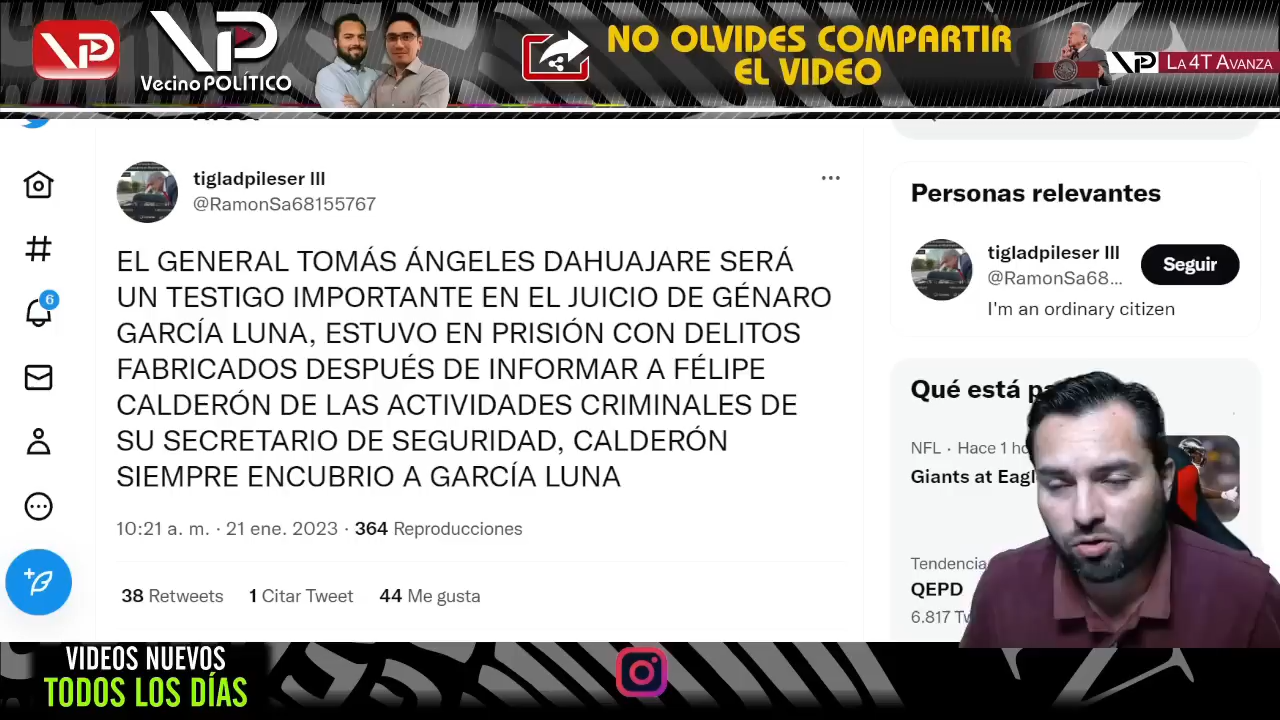 VP
VP
Vecino POLÍTICO
NO OLVIDES COMPARTIR
EL VIDEO
VP
LA 4T AVANZA
tigladpileser III
@RamonSa68155767
EL GENERAL TOMÁS ÁNGELES DAHUAJARE SERÁ
UN TESTIGO IMPORTANTE EN EL JUICIO DE GÉNARO
GARCÍA LUNA, ESTUVO EN PRISIÓN CON DELITOS
FABRICADOS DESPUÉS DE INFORMAR A FÉLIPE
CALDERÓN DE LAS ACTIVIDADES CRIMINALES DE
SU SECRETARIO DE SEGURIDAD, CALDERÓN
SIEMPRE ENCUBRIO A GARCÍA LUNA
10:21 a. m. · 21 ene. 2023 · 364 Reproducciones
38 Retweets 1 Citar Tweet 44 Me gusta
6
Personas relevantes
tigladpileser III
@RamonSa68...
Seguir
I'm an ordinary citizen
Qué está
NFL · Hace 1
Giants at
Tendencia
QEPD
6.817
VIDEOS NUEVOS
TODOS LOS DÍAS